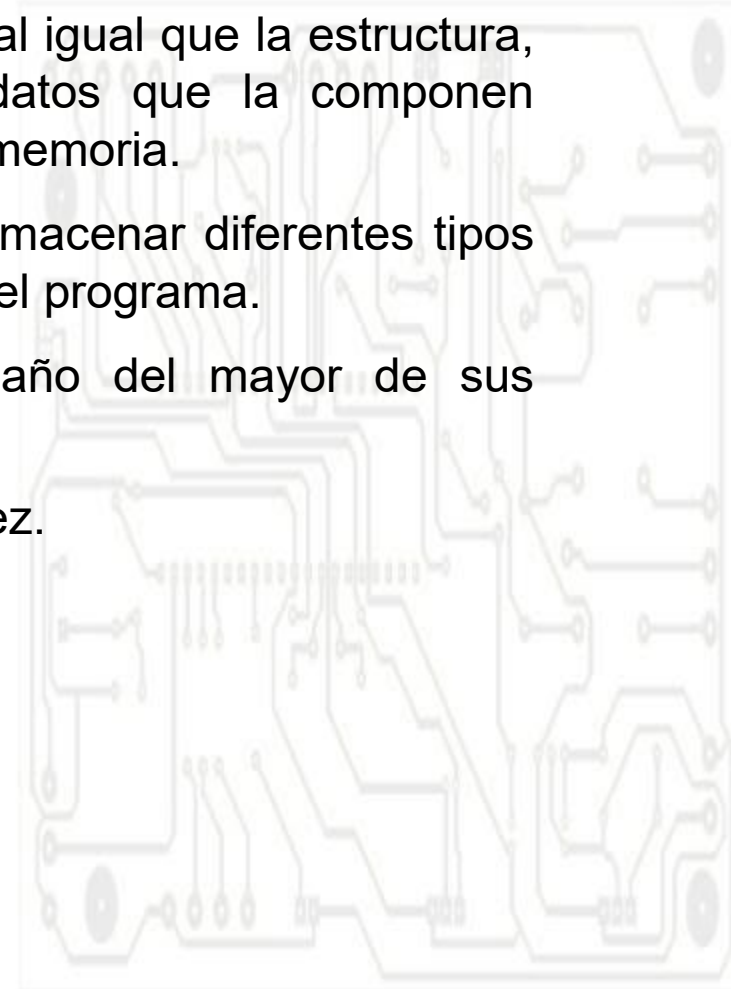 al igual que la estructura,
datos que la componen
memoria.
macenar diferentes tipos
el programa.
año del mayor de sus
ez.